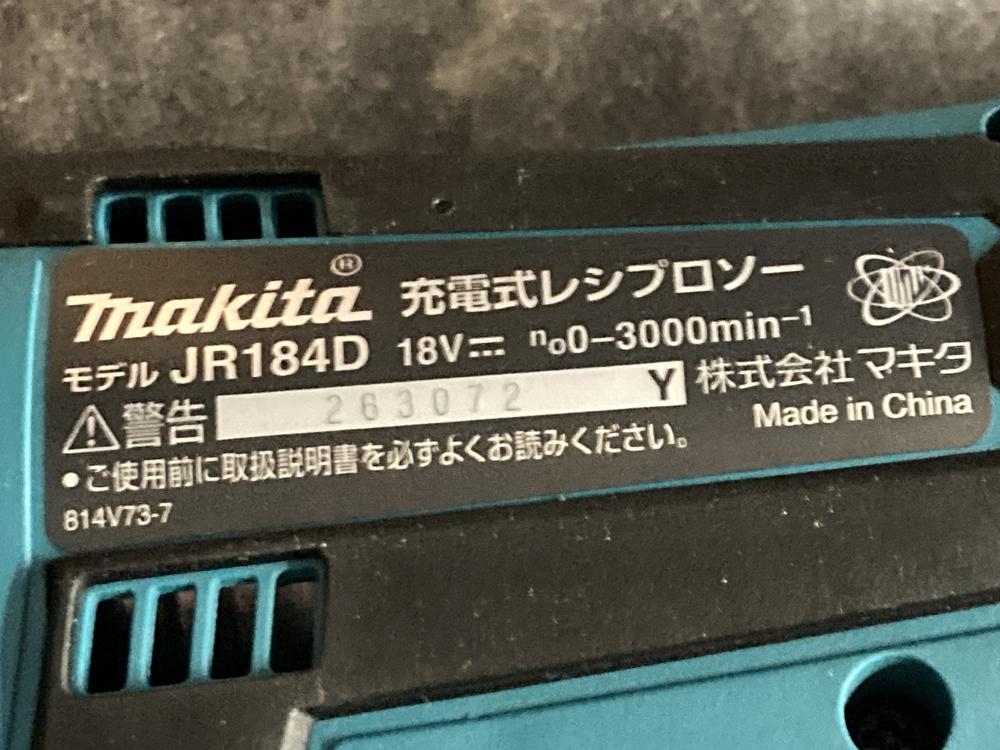 makita® 充電式レシプロソー
モデル JR184D 18V⎓ n₀0-3000min⁻¹
⚠警告 263072 Y 株式会社マキタ
Made in China
●ご使用前に取扱説明書を必ずよくお読みください。
814V73-7